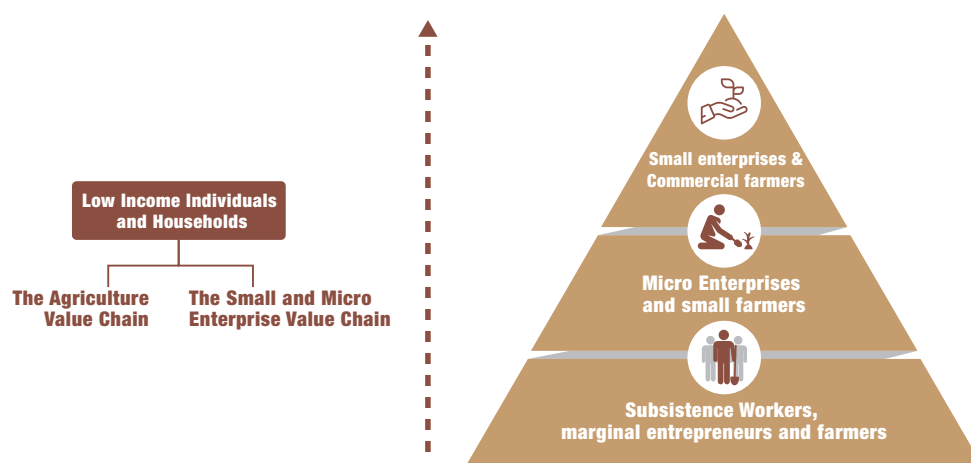 Low Income Individuals
and Households
The Agriculture
Value Chain
The Small and Micro
Enterprise Value Chain
Small enterprises &
Commercial farmers
Micro Enterprises
and small farmers
Subsistence Workers,
marginal entrepreneurs and farmers